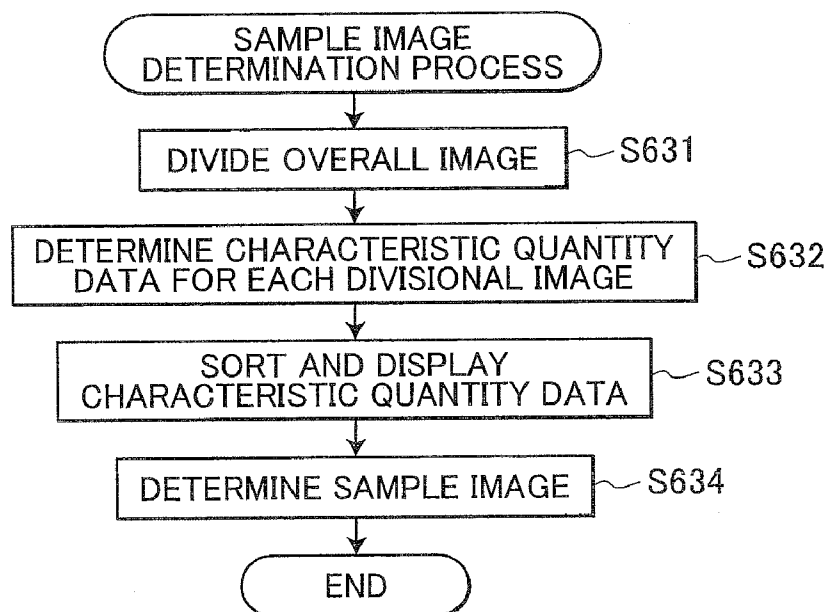 SAMPLE IMAGE
DETERMINATION PROCESS
DIVIDE OVERALL IMAGE
S631
DETERMINE CHARACTERISTIC QUANTITY
DATA FOR EACH DIVISIONAL IMAGE
S632
SORT AND DISPLAY
CHARACTERISTIC QUANTITY DATA
S633
DETERMINE SAMPLE IMAGE
S634
END